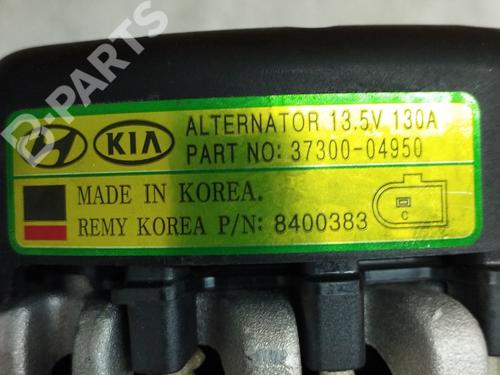 B-PARTS
KIA ALTERNATOR 13.5V 130A
PART NO: 37300-04950
MADE IN KOREA.
REMY KOREA P/N: 8400383
C